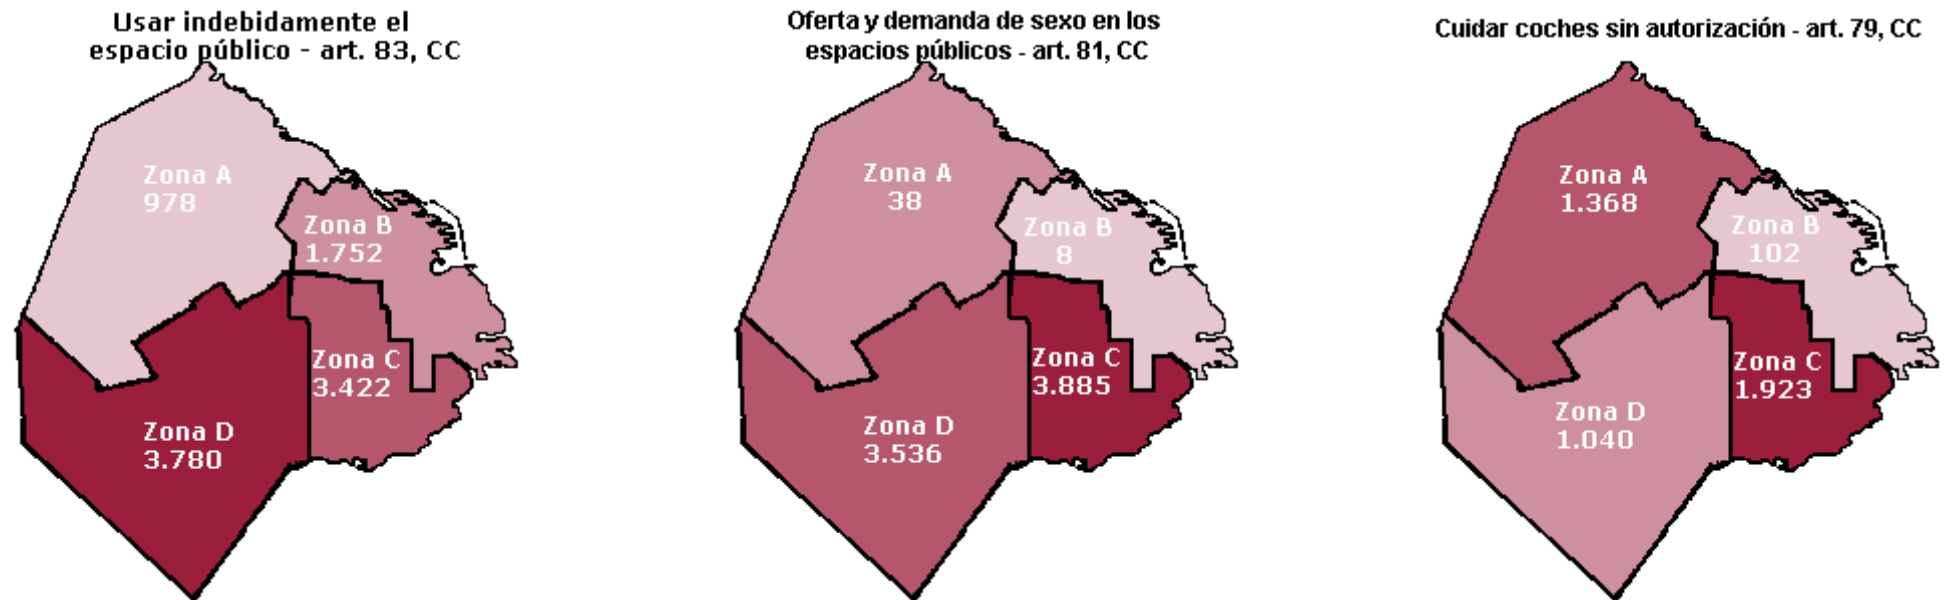 Usar indebidamente el
espacio público - art. 83, CC
Zona A
978
Zona B
1.752
Zona C
3.422
Zona D
3.780
Oferta y demanda de sexo en los
espacios públicos - art. 81, CC
Zona A
38
Zona B
8
Zona C
3.885
Zona D
3.536
Cuidar coches sin autorización - art. 79, CC
Zona A
1.368
Zona B
102
Zona C
1.923
Zona D
1.040